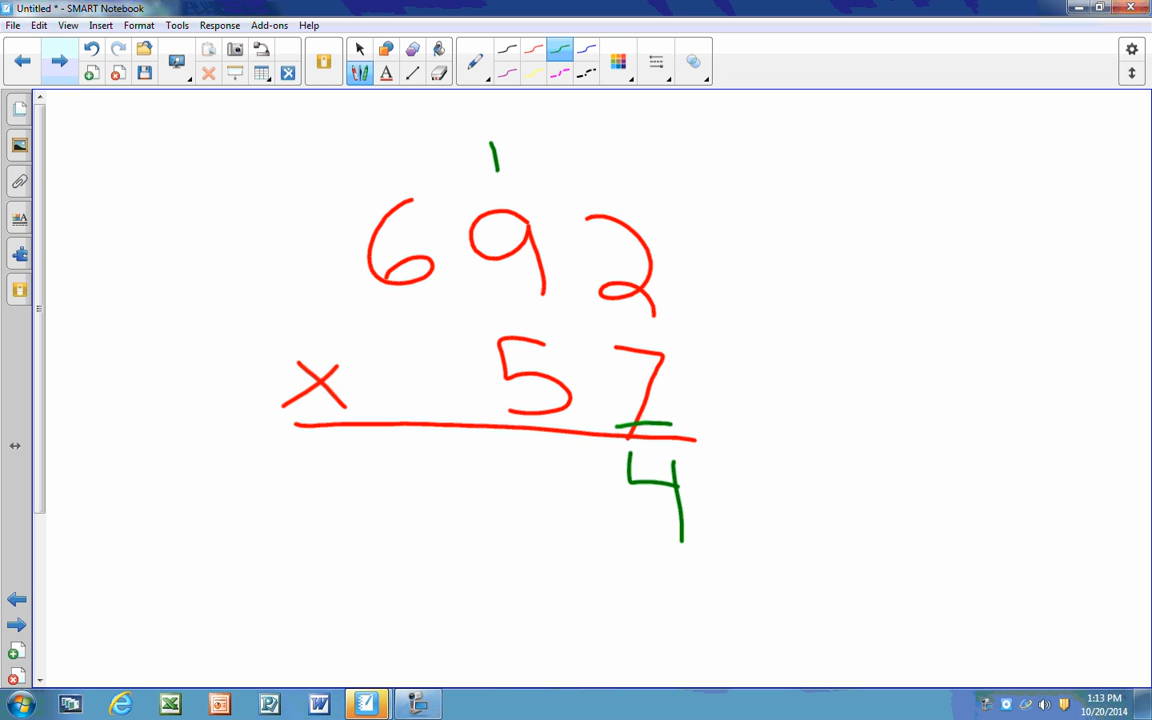 Untitled * - SMART Notebook
File Edit View Insert Format Tools Response Add-ons Help
1
692
x 57
4
1:13 PM
10/20/2014